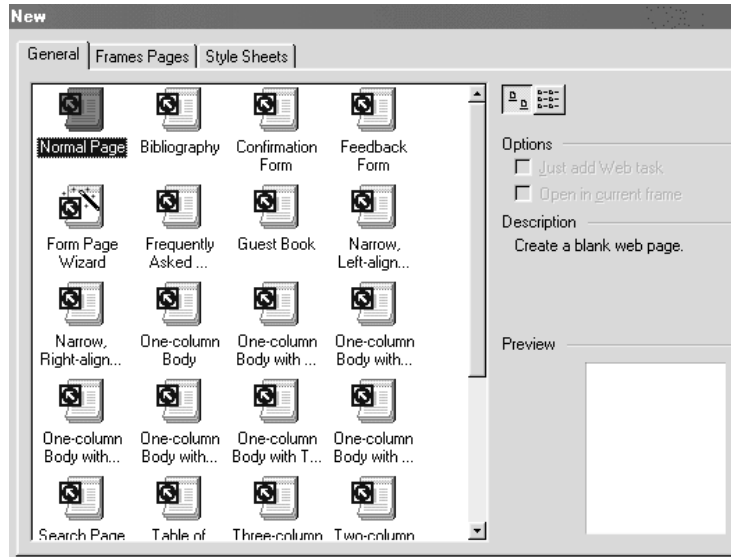 New
General Frames Pages Style Sheets
Normal Page Bibliography Confirmation Form Feedback Form
Form Page Wizard Frequently Asked ... Guest Book Narrow, Left-align...
Narrow, Right-align... One-column Body One-column Body with ... One-column Body with...
One-column Body with... One-column Body with... One-column Body with T... One-column Body with ...
Search Page Table of Three-column Two-column
Options
Just add Web task
Open in current frame
Description
Create a blank web page.
Preview